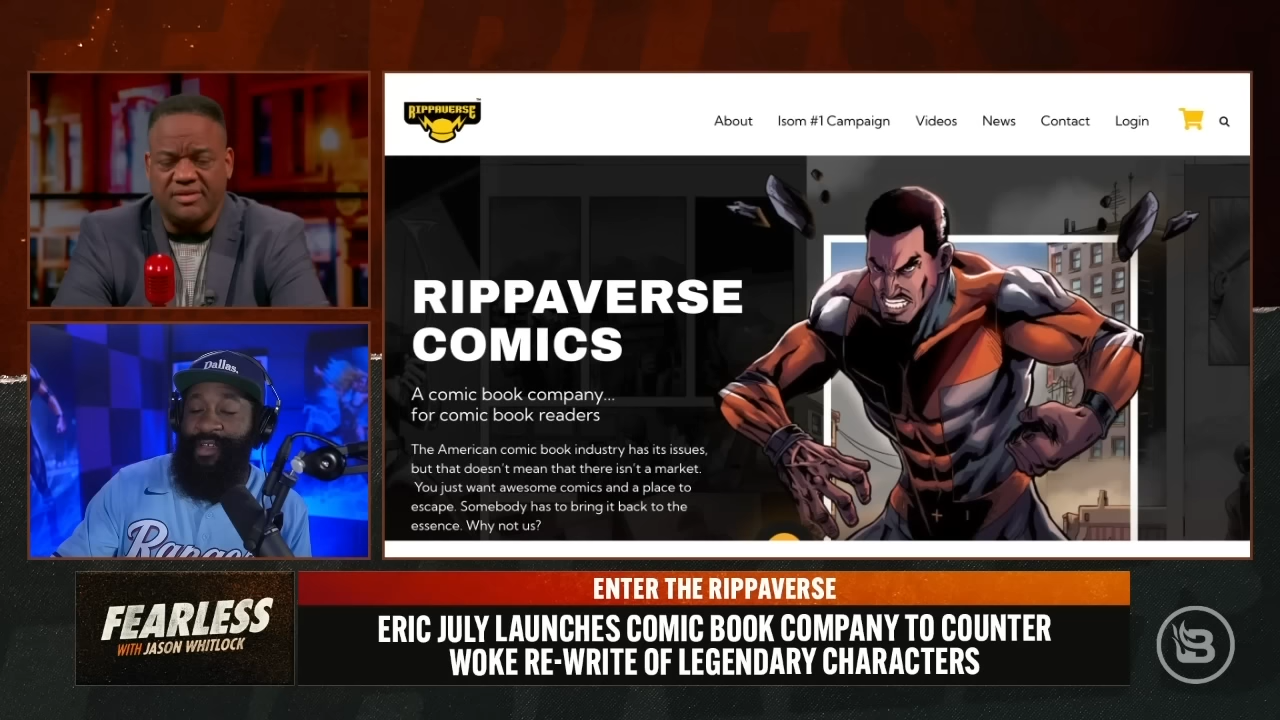 RIPPAVERSE
About Isom #1 Campaign Videos News Contact Login
RIPPAVERSE
COMICS
A comic book company...
for comic book readers
The American comic book industry has its issues,
but that doesn't mean that there isn't a market.
You just want awesome comics and a place to
escape. Somebody has to bring it back to the
essence. Why not us?
Dallas.
Rangers
ENTER THE RIPPAVERSE
ERIC JULY LAUNCHES COMIC BOOK COMPANY TO COUNTER
WOKE RE-WRITE OF LEGENDARY CHARACTERS
FEARLESS
WITH JASON WHITLOCK
B